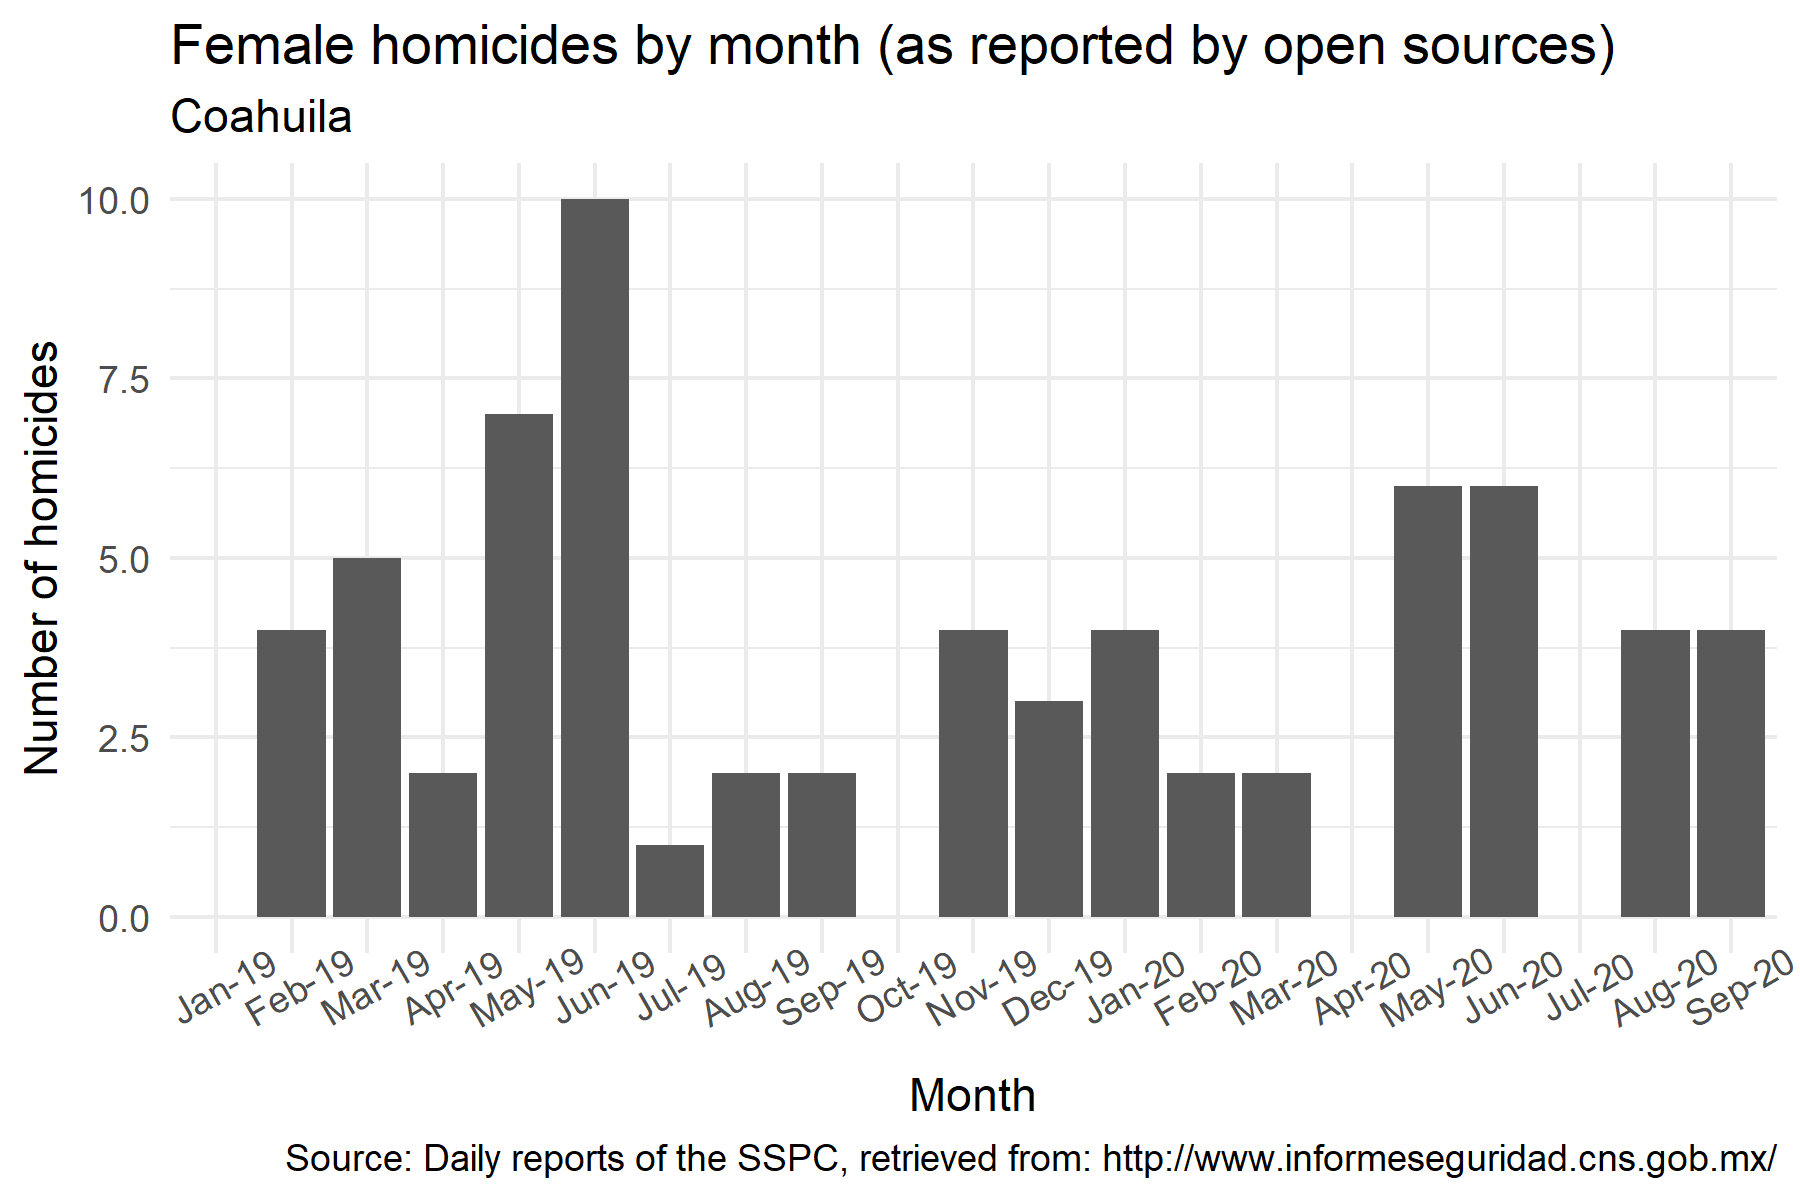 Female homicides by month (as reported by open sources)
Coahuila
Number of homicides
10.0
7.5
5.0
2.5
0.0
Jan-19
Feb-19
Mar-19
Apr-19
May-19
Jun-19
Jul-19
Aug-19
Sep-19
Oct-19
Nov-19
Dec-19
Jan-20
Feb-20
Mar-20
Apr-20
May-20
Jun-20
Jul-20
Aug-20
Sep-20
Month
Source: Daily reports of the SSPC, retrieved from: http://www.informeseguridad.cns.gob.mx/